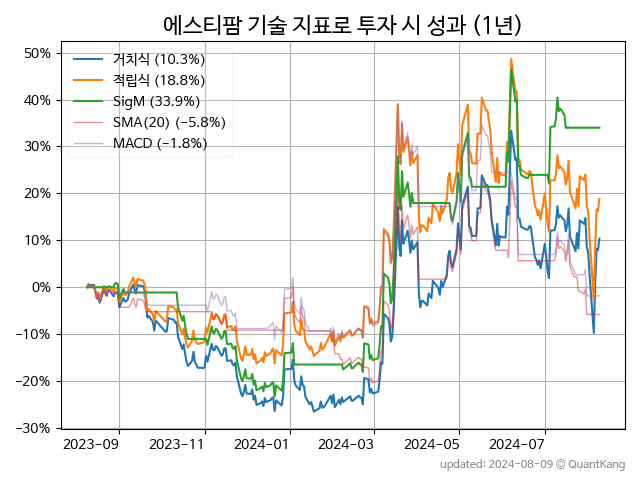 에스티팜 기술 지표로 투자 시 성과 (1년)
50%
40%
30%
20%
10%
0%
−10%
−20%
−30%
거치식 (10.3%)
적립식 (18.8%)
SigM (33.9%)
SMA(20) (−5.8%)
MACD (−1.8%)
2023-09 2023-11 2024-01 2024-03 2024-05 2024-07
updated: 2024-08-09 ⓒ QuantKang